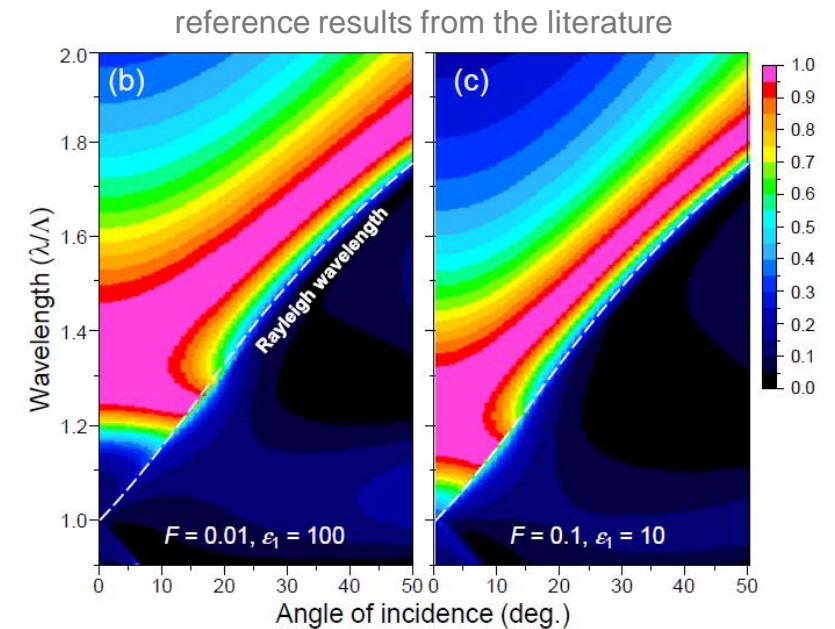 reference results from the literature
(b)
(c)
Wavelength (λ/Λ)
2.0
1.8
1.6
1.4
1.2
1.0
Rayleigh wavelength
F = 0.01, ε₁ = 100
F = 0.1, ε₁ = 10
1.0
0.9
0.8
0.7
0.6
0.5
0.4
0.3
0.2
0.1
0.0
0 10 20 30 40 50 0 10 20 30 40 50
Angle of incidence (deg.)